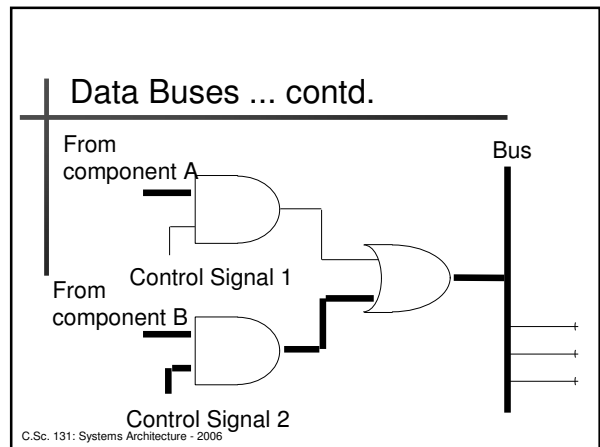 Data Buses ... contd.
From
component A
Bus
Control Signal 1
From
component B
Control Signal 2
C.Sc. 131: Systems Architecture - 2006